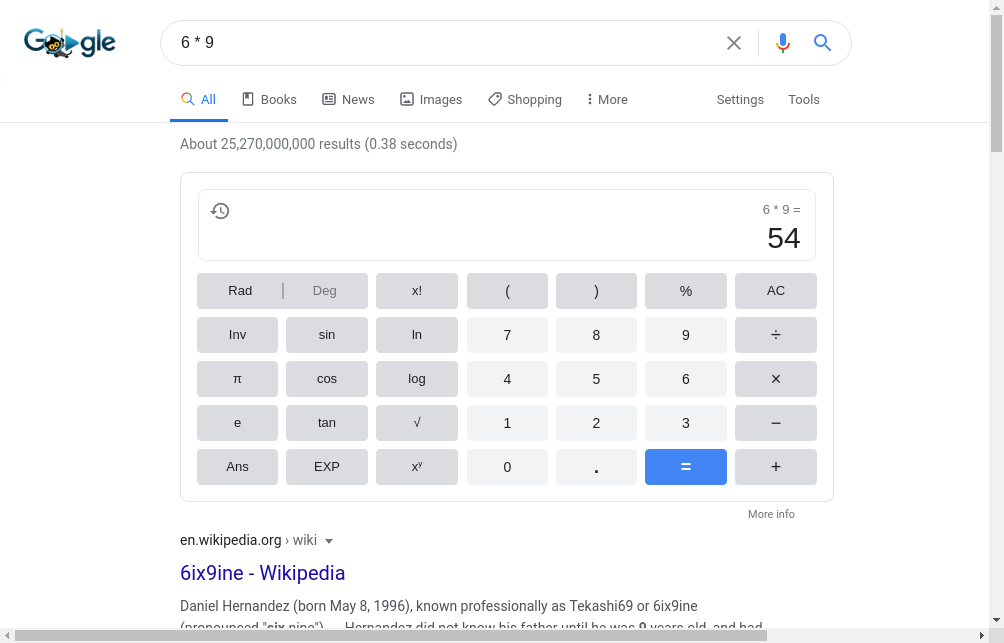 Google
6 * 9
All
Books
News
Images
Shopping
More
Settings
Tools
About 25,270,000,000 results (0.38 seconds)
6 * 9 =
54
Rad | Deg x! ( ) % AC
Inv sin ln 7 8 9 ÷
π cos log 4 5 6 ×
e tan √ 1 2 3 −
Ans EXP xʸ 0 . = +
More info
en.wikipedia.org › wiki
6ix9ine - Wikipedia
Daniel Hernandez (born May 8, 1996), known professionally as Tekashi69 or 6ix9ine
(pronounced "six nine") ... Hernandez did not know his father until he was 9 years old, and had